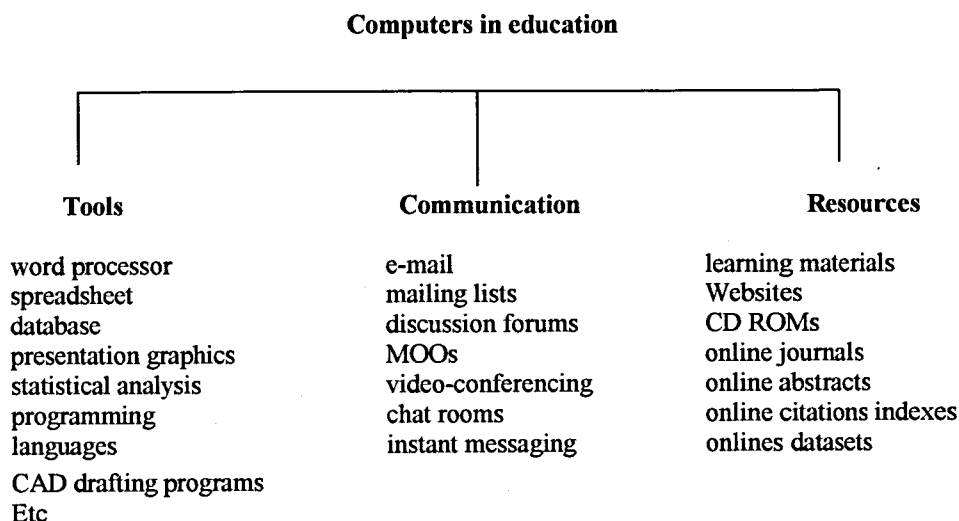 Computers in education
Tools
word processor
spreadsheet
database
presentation graphics
statistical analysis
programming
languages
CAD drafting programs
Etc
Communication
e-mail
mailing lists
discussion forums
MOOs
video-conferencing
chat rooms
instant messaging
Resources
learning materials
Websites
CD ROMs
online journals
online abstracts
online citations indexes
onlines datasets